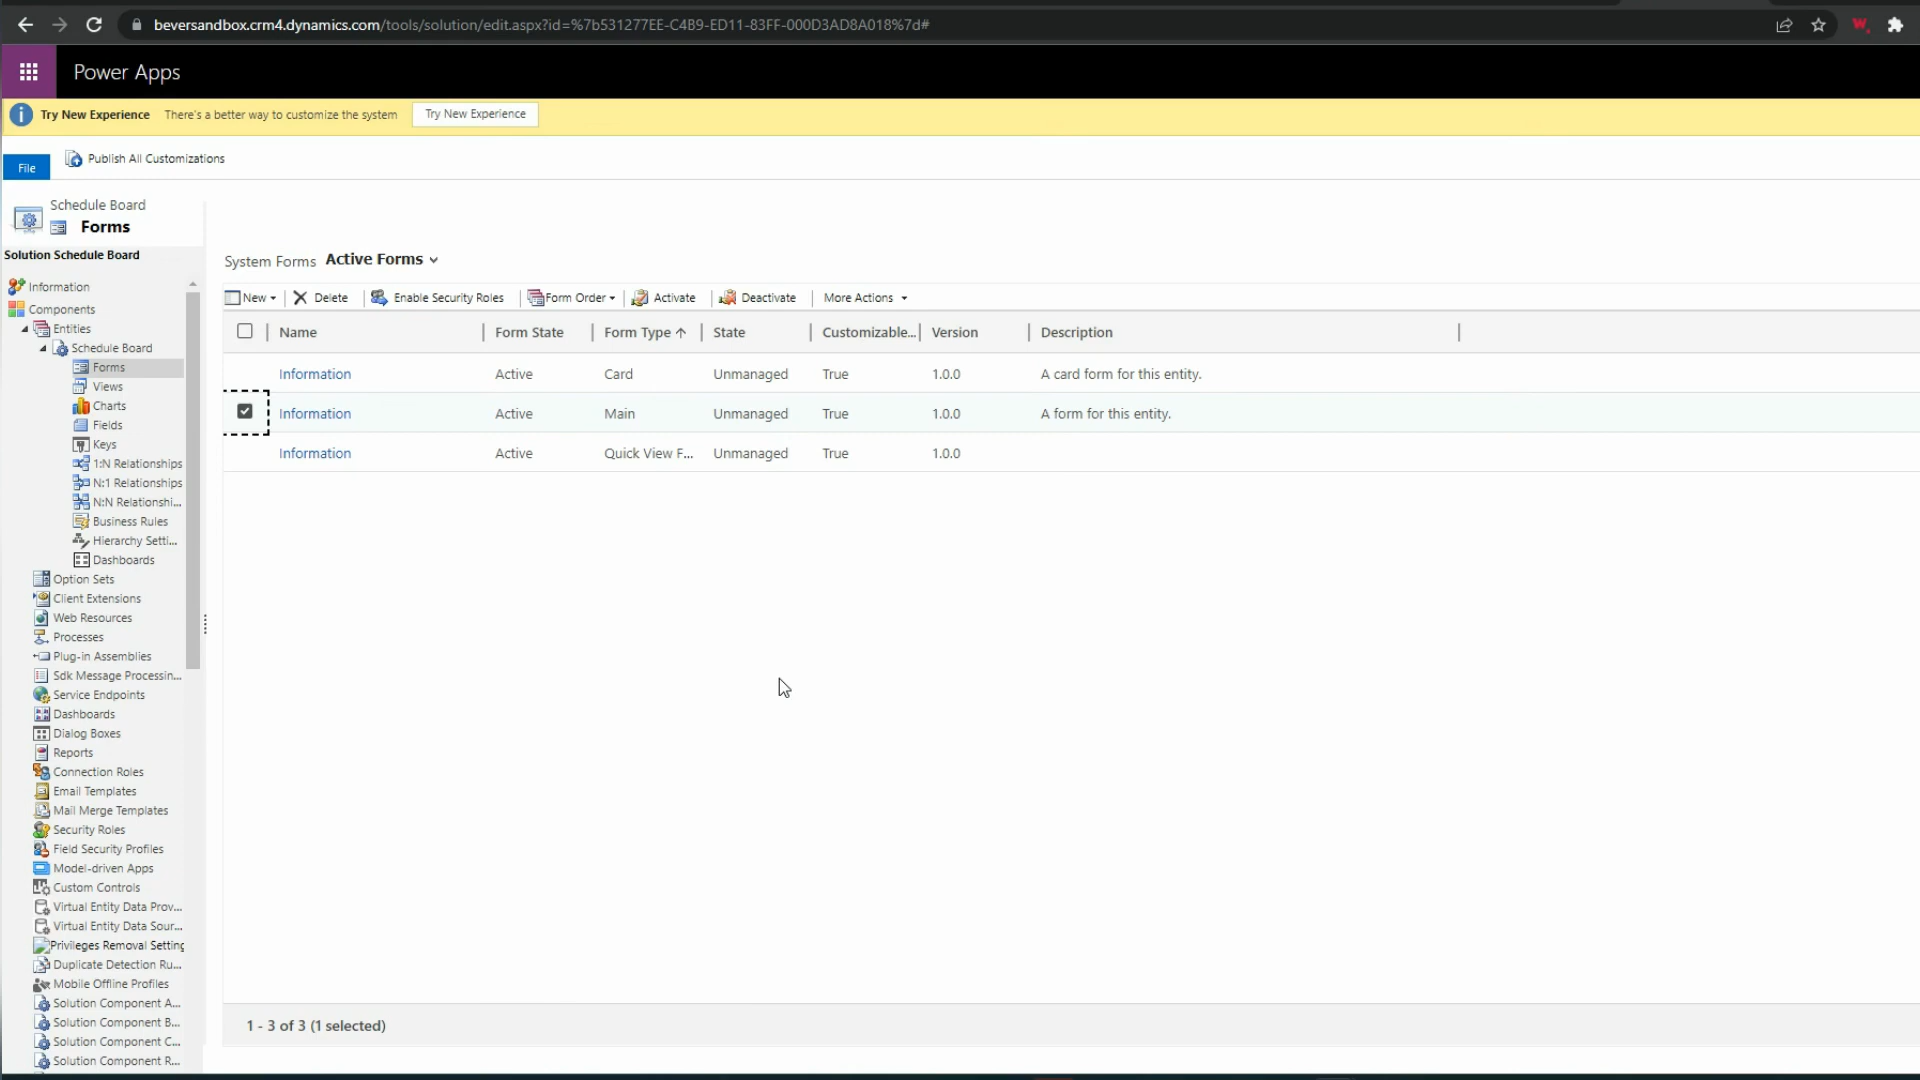 beversandbox.crm4.dynamics.com/tools/solution/edit.aspx?id=%7b531277EE-C4B9-ED11-83FF-000D3AD8A018%7d#
Power Apps
Try New Experience There's a better way to customize the system Try New Experience
File Publish All Customizations
Schedule Board
Forms
Solution Schedule Board
Information
Components
Entities
Schedule Board
Forms
Views
Charts
Fields
Keys
1:N Relationships
N:1 Relationships
N:N Relationshi...
Business Rules
Hierarchy Setti...
Dashboards
Option Sets
Client Extensions
Web Resources
Processes
Plug-in Assemblies
Sdk Message Processin...
Service Endpoints
Dashboards
Dialog Boxes
Reports
Connection Roles
Email Templates
Mail Merge Templates
Security Roles
Field Security Profiles
Model-driven Apps
Custom Controls
Virtual Entity Data Prov...
Virtual Entity Data Sour...
Privileges Removal Setting
Duplicate Detection Ru...
Mobile Offline Profiles
Solution Component A...
Solution Component B...
Solution Component C...
Solution Component R...
System Forms Active Forms
New Delete Enable Security Roles Form Order Activate Deactivate More Actions
Name Form State Form Type State Customizable... Version Description
Information Active Card Unmanaged True 1.0.0 A card form for this entity.
Information Active Main Unmanaged True 1.0.0 A form for this entity.
Information Active Quick View F... Unmanaged True 1.0.0
1 - 3 of 3 (1 selected)